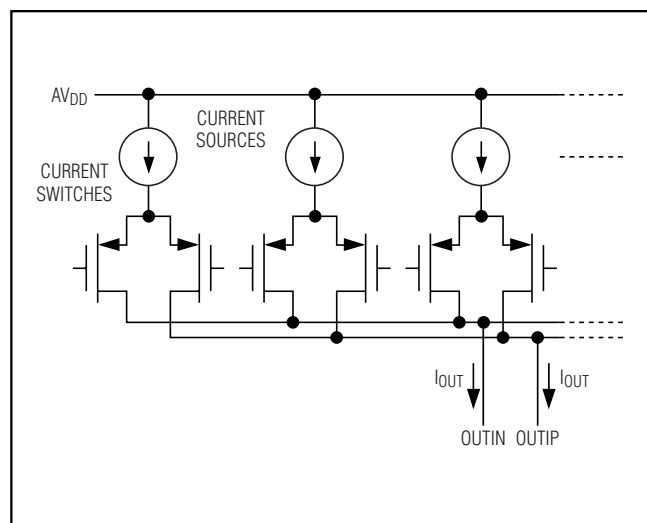 AVDD
CURRENT
SOURCES
CURRENT
SWITCHES
IOUT
IOUT
OUTIN
OUTIP